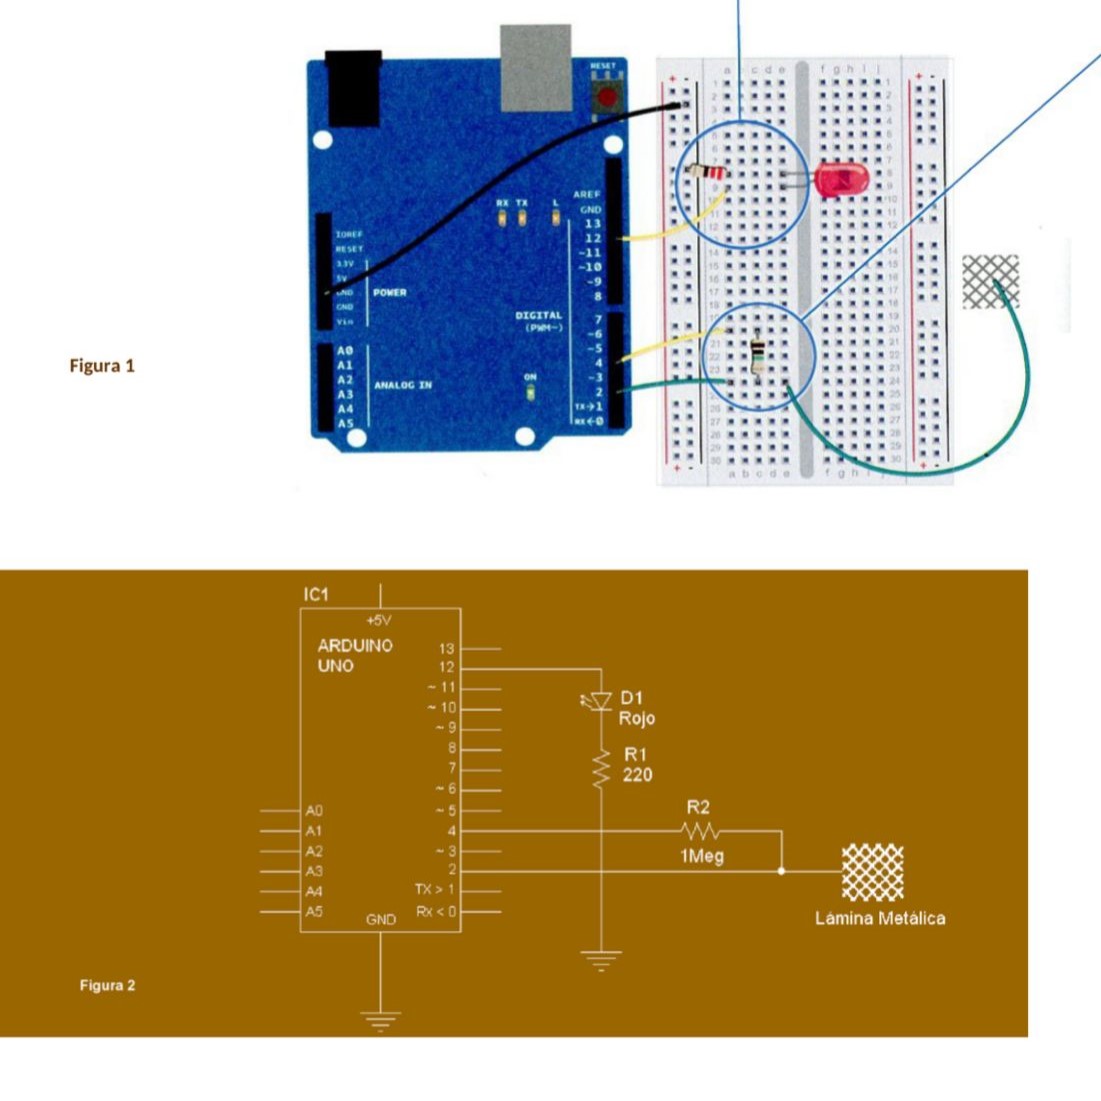 RESET
AREF
GND
13
12
~11
~10
~9
8
7
~6
~5
4
~3
2
TX→1
RX←0
RX TX L
IOREF
RESET
3.3V
5V
GND
GND
Vin
POWER
DIGITAL
(PWM~)
A0
A1
A2
A3
A4
A5
ANALOG IN
ON
a b c d e f g h i j
Figura 1
IC1
+5V
ARDUINO
UNO
13
12
~ 11
~ 10
~ 9
8
7
~ 6
~ 5
4
~ 3
2
TX > 1
Rx < 0
A0
A1
A2
A3
A4
A5
GND
D1
Rojo
R1
220
R2
1Meg
Lámina Metálica
Figura 2